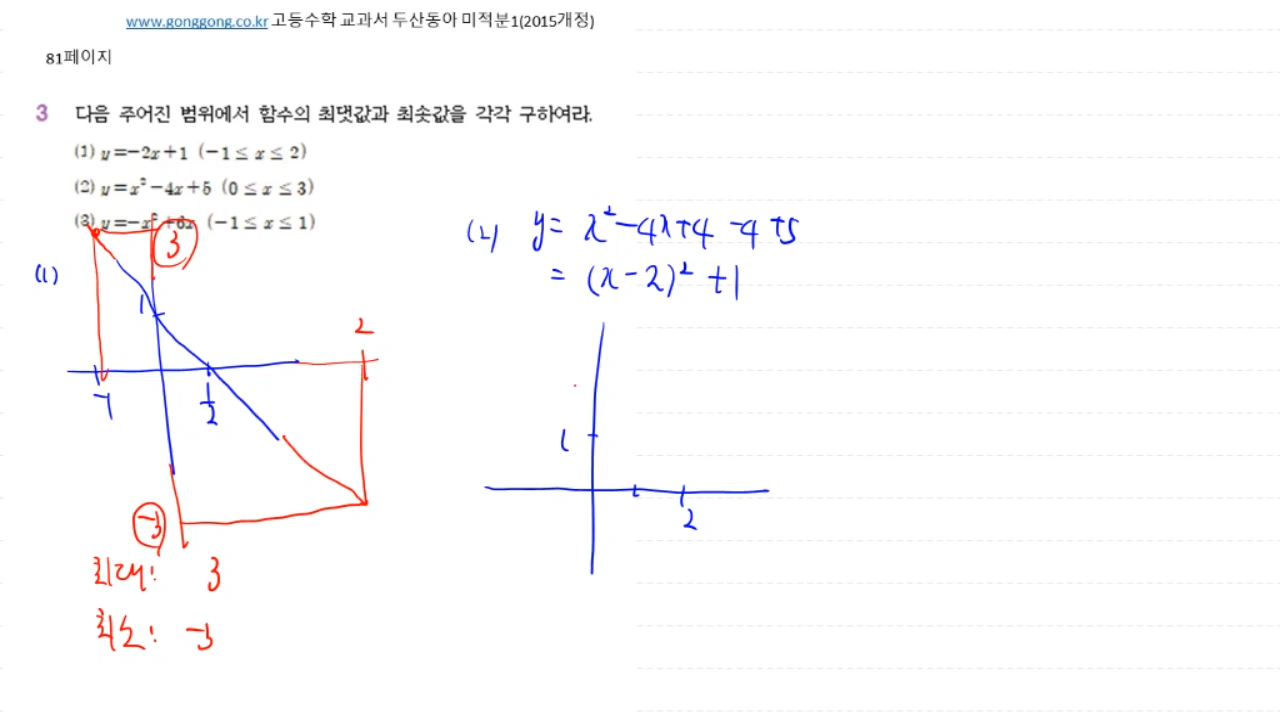 www.gonggong.co.kr 고등수학 교과서 두산동아 미적분1(2015개정)
81페이지
3 다음 주어진 범위에서 함수의 최댓값과 최솟값을 각각 구하여라.
(1) y=-2x+1 (-1≤x≤2)
(2) y=x²-4x+5 (0≤x≤3)
(3) y=-x²+6x (-1≤x≤1)
(1)
3
1
2
-1
1/2
-3
최대: 3
최소: -3
(2) y= x²-4x+4-4+5
= (x-2)²+1
1
2